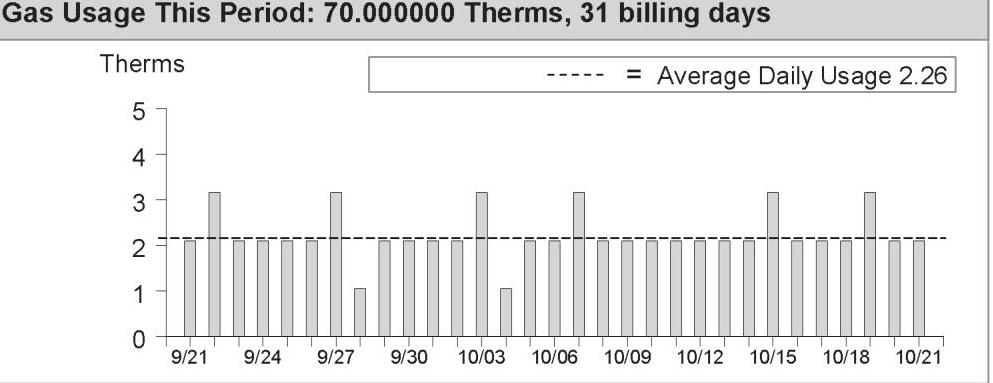 Gas Usage This Period: 70.000000 Therms, 31 billing days
Therms
----- = Average Daily Usage 2.26
5
4
3
2
1
0
9/21 9/24 9/27 9/30 10/03 10/06 10/09 10/12 10/15 10/18 10/21